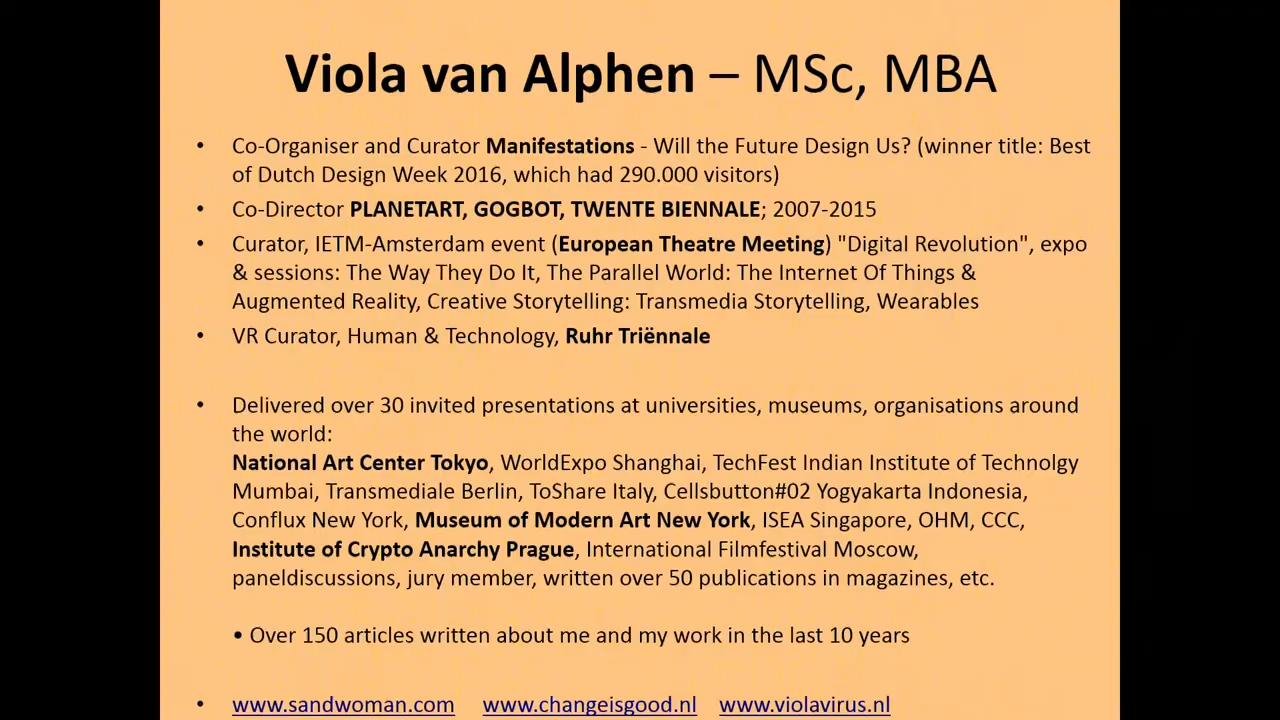 Viola van Alphen – MSc, MBA
• Co-Organiser and Curator Manifestations - Will the Future Design Us? (winner title: Best
of Dutch Design Week 2016, which had 290.000 visitors)
• Co-Director PLANETART, GOGBOT, TWENTE BIENNALE; 2007-2015
• Curator, IETM-Amsterdam event (European Theatre Meeting) "Digital Revolution", expo
& sessions: The Way They Do It, The Parallel World: The Internet Of Things &
Augmented Reality, Creative Storytelling: Transmedia Storytelling, Wearables
• VR Curator, Human & Technology, Ruhr Triënnale
• Delivered over 30 invited presentations at universities, museums, organisations around
the world:
National Art Center Tokyo, WorldExpo Shanghai, TechFest Indian Institute of Technolgy
Mumbai, Transmediale Berlin, ToShare Italy, Cellsbutton#02 Yogyakarta Indonesia,
Conflux New York, Museum of Modern Art New York, ISEA Singapore, OHM, CCC,
Institute of Crypto Anarchy Prague, International Filmfestival Moscow,
paneldiscussions, jury member, written over 50 publications in magazines, etc.
• Over 150 articles written about me and my work in the last 10 years
• www.sandwoman.com www.changeisgood.nl www.violavirus.nl